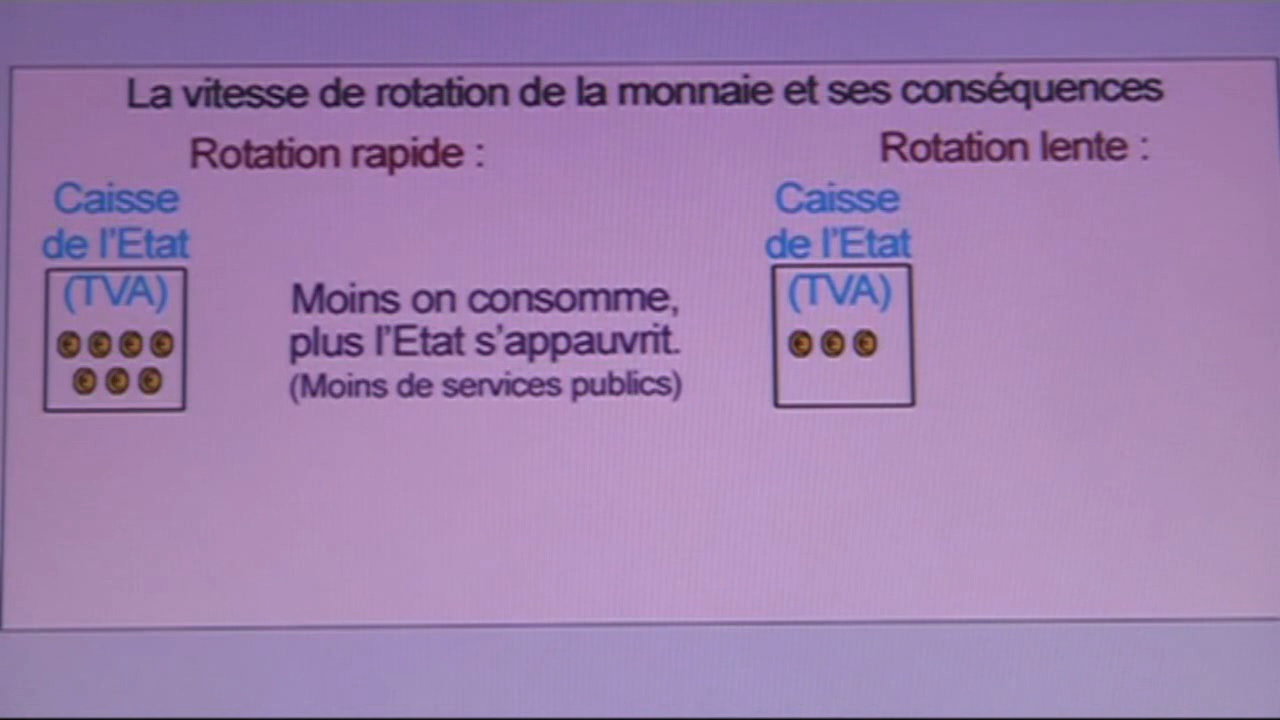 La vitesse de rotation de la monnaie et ses conséquences
Rotation rapide :
Rotation lente :
Caisse
de l'Etat
(TVA)
Moins on consomme,
plus l'Etat s'appauvrit.
(Moins de services publics)
Caisse
de l'Etat
(TVA)